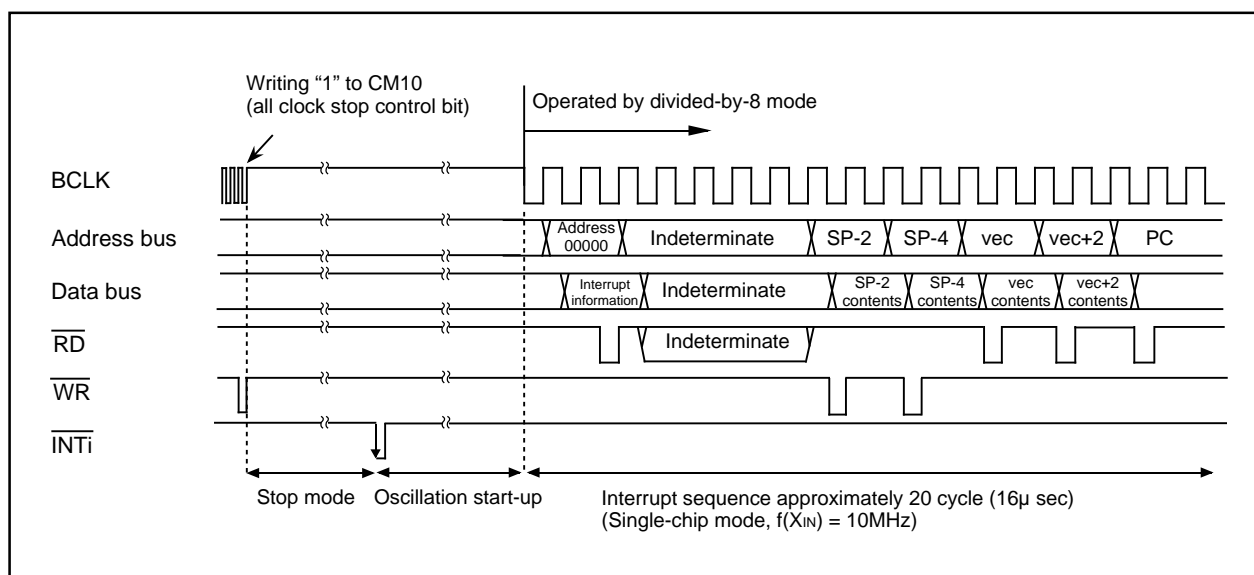 Writing “1” to CM10
(all clock stop control bit)
Operated by divided-by-8 mode
BCLK
Address bus
Address
00000
Indeterminate
SP-2
SP-4
vec
vec+2
PC
Data bus
Interrupt
information
Indeterminate
SP-2
contents
SP-4
contents
vec
contents
vec+2
contents
RD
Indeterminate
WR
INTi
Stop mode
Oscillation start-up
Interrupt sequence approximately 20 cycle (16μ sec)
(Single-chip mode, f(XIN) = 10MHz)